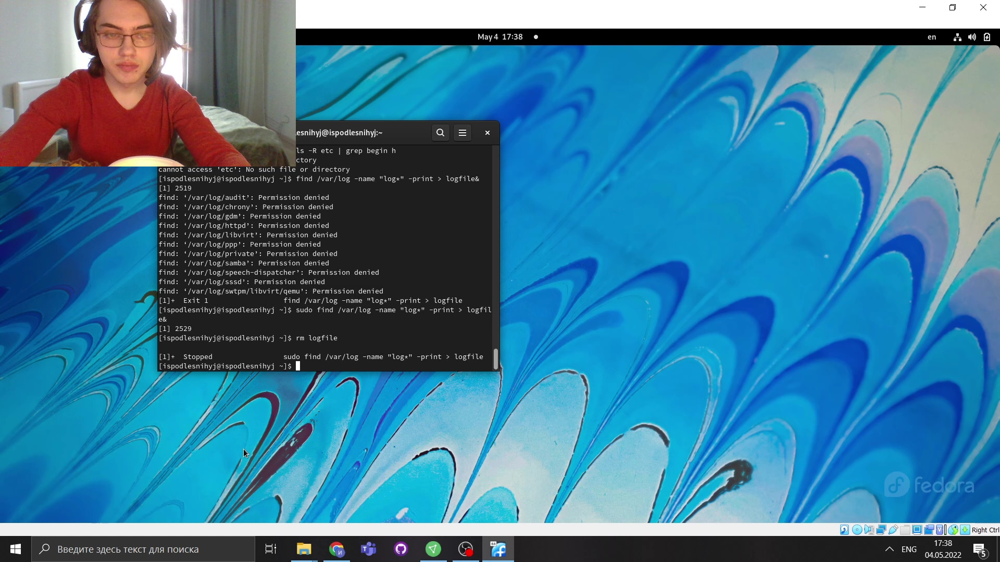 May 4 17:38
en
esnihyj@ispodlesnihyj:~
ls -R etc | grep begin h
ctory
cannot access 'etc': No such file or directory
[ispodlesnihyj@ispodlesnihyj ~]$ find /var/log -name "log*" -print > logfile&
[1] 2519
find: ‘/var/log/audit’: Permission denied
find: ‘/var/log/chrony’: Permission denied
find: ‘/var/log/gdm’: Permission denied
find: ‘/var/log/httpd’: Permission denied
find: ‘/var/log/libvirt’: Permission denied
find: ‘/var/log/ppp’: Permission denied
find: ‘/var/log/private’: Permission denied
find: ‘/var/log/samba’: Permission denied
find: ‘/var/log/speech-dispatcher’: Permission denied
find: ‘/var/log/sssd’: Permission denied
find: ‘/var/log/swtpm/libvirt/qemu’: Permission denied
[1]+  Exit 1                  find /var/log -name "log*" -print > logfile
[ispodlesnihyj@ispodlesnihyj ~]$ sudo find /var/log -name "log*" -print > logfil
e&
[1] 2529
[ispodlesnihyj@ispodlesnihyj ~]$ rm logfile
[1]+  Stopped                 sudo find /var/log -name "log*" -print > logfile
[ispodlesnihyj@ispodlesnihyj ~]$
fedora
Right Ctrl
Введите здесь текст для поиска
64
ENG
17:38
04.05.2022
5